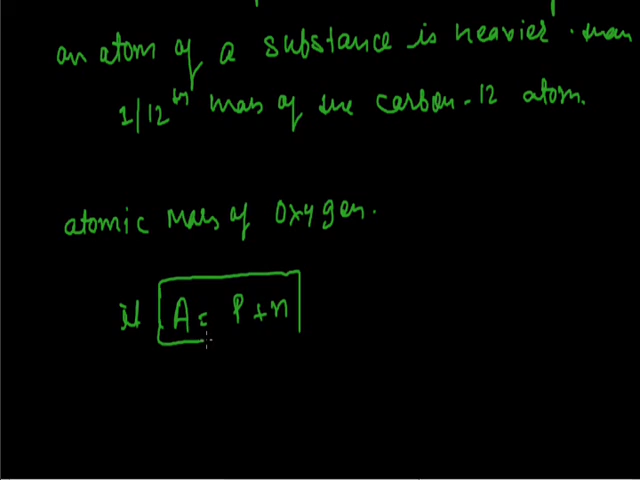 an atom of a substance is heavier than
1/12th mass of the carbon-12 atom.
atomic mass of Oxygen.
it A = P+n